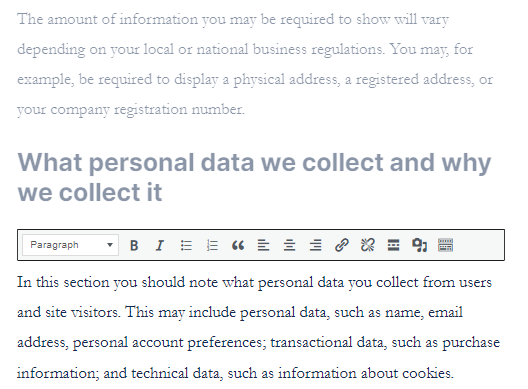 The amount of information you may be required to show will vary
depending on your local or national business regulations. You may, for
example, be required to display a physical address, a registered address, or
your company registration number.
What personal data we collect and why
we collect it
Paragraph
B I
In this section you should note what personal data you collect from users
and site visitors. This may include personal data, such as name, email
address, personal account preferences; transactional data, such as purchase
information; and technical data, such as information about cookies.